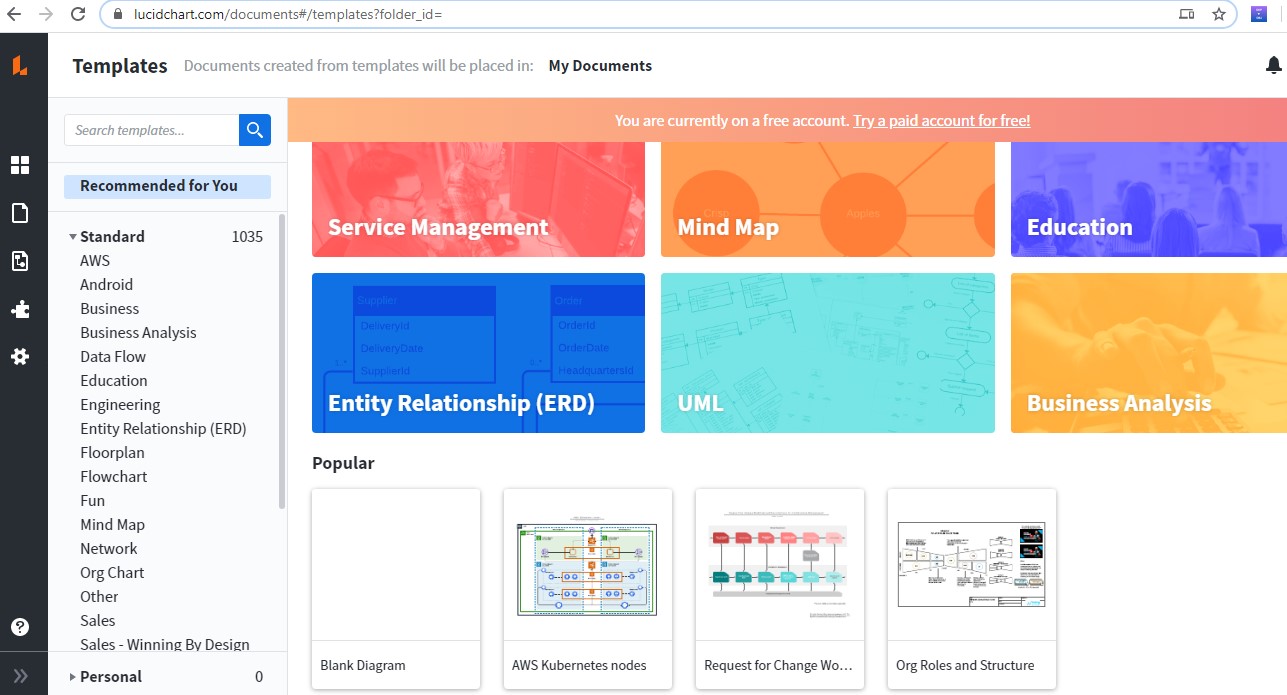 lucidchart.com/documents#/templates?folder_id=
Templates Documents created from templates will be placed in: My Documents
Search templates...
You are currently on a free account. Try a paid account for free!
Recommended for You
Standard 1035
AWS
Android
Business
Business Analysis
Data Flow
Education
Engineering
Entity Relationship (ERD)
Floorplan
Flowchart
Fun
Mind Map
Network
Org Chart
Other
Sales
Sales - Winning By Design
Personal 0
Service Management
Crisp
Apples
Mind Map
Education
Supplier
DeliveryId
DeliveryDate
SupplierId
Order
OrderId
OrderDate
HeadquartersId
Entity Relationship (ERD)
UML
Business Analysis
Popular
Blank Diagram
AWS Kubernetes nodes
Request for Change Wo...
Org Roles and Structure